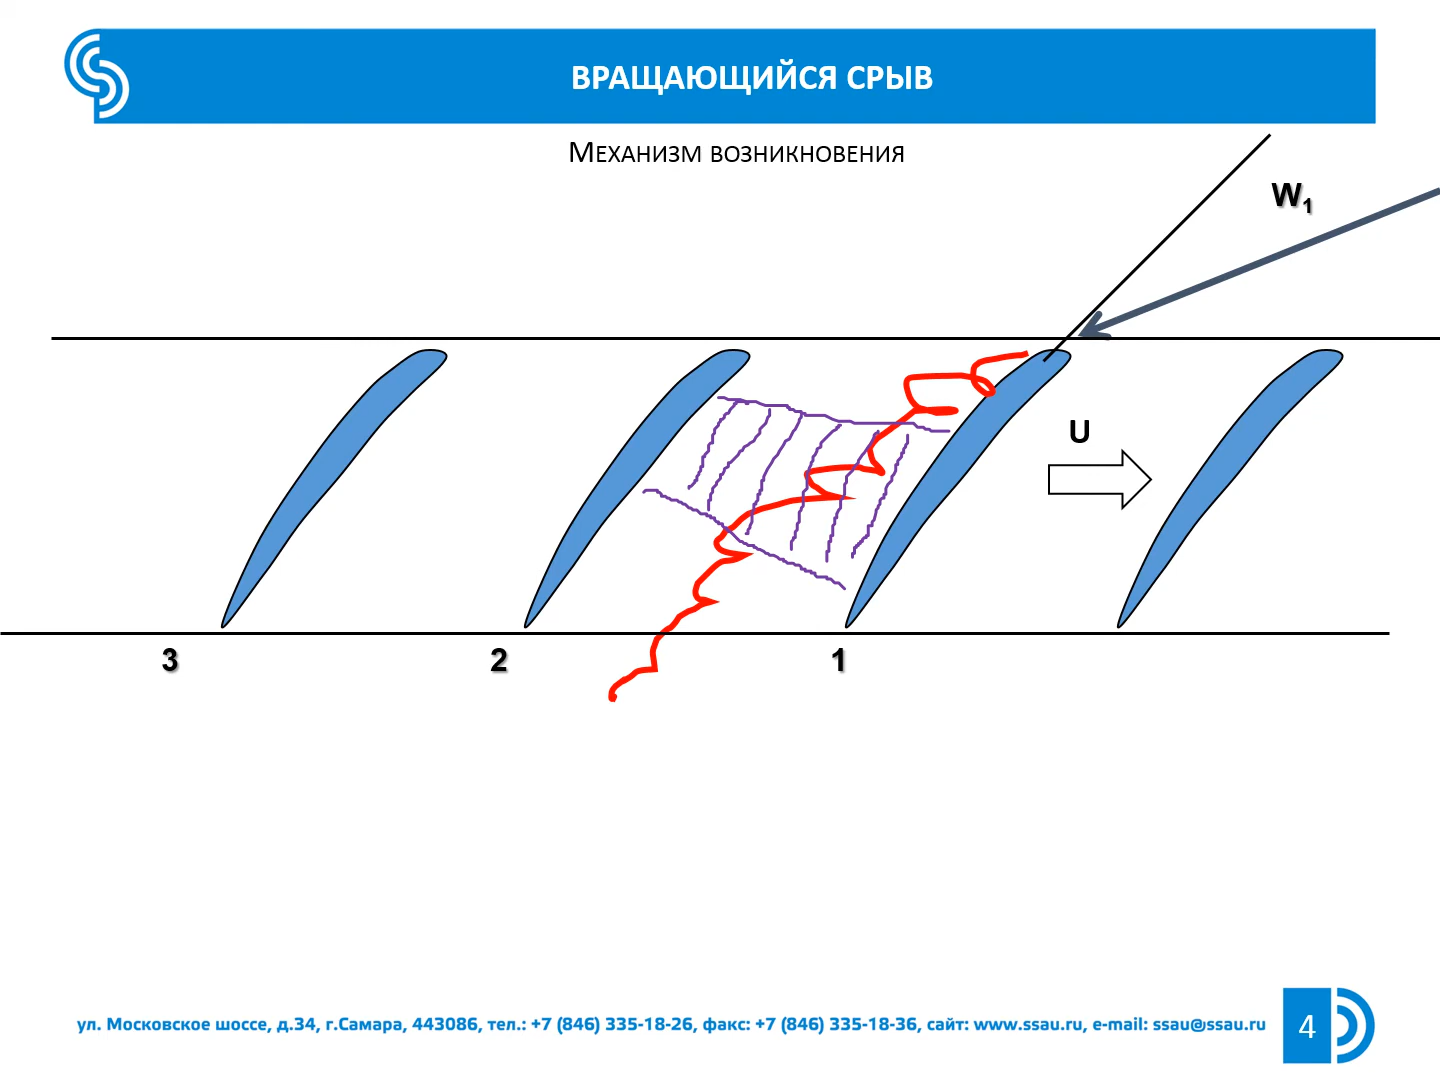 ВРАЩАЮЩИЙСЯ СРЫВ
МЕХАНИЗМ ВОЗНИКНОВЕНИЯ
W1
U
3 2 1
ул. Московское шоссе, д.34, г.Самара, 443086, тел.: +7 (846) 335-18-26, факс: +7 (846) 335-18-36, сайт: www.ssau.ru, e-mail: ssau@ssau.ru
4